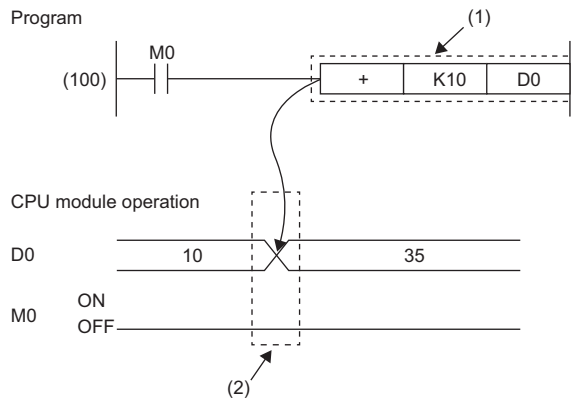 Program
(1)
M0
(100)
+ K10 D0
CPU module operation
D0 10 35
ON
M0
OFF
(2)